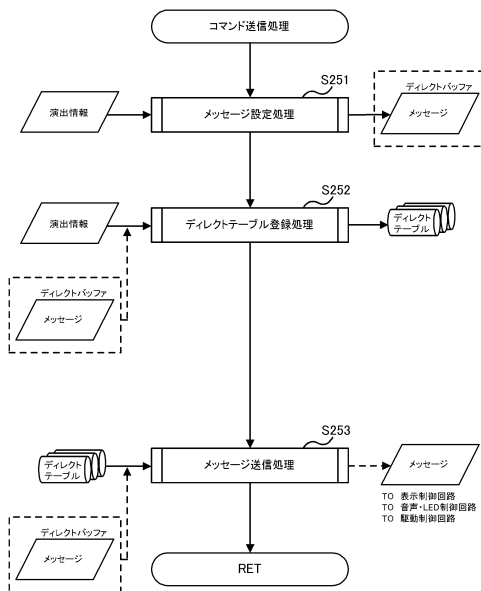 コマンド送信処理
S251
演出情報
メッセージ設定処理
ディレクトバッファ
メッセージ
S252
演出情報
ディレクトテーブル登録処理
ディレクト
テーブル
ディレクトバッファ
メッセージ
S253
ディレクト
テーブル
メッセージ送信処理
メッセージ
TO 表示制御回路
TO 音声・LED制御回路
TO 駆動制御回路
ディレクトバッファ
メッセージ
RET